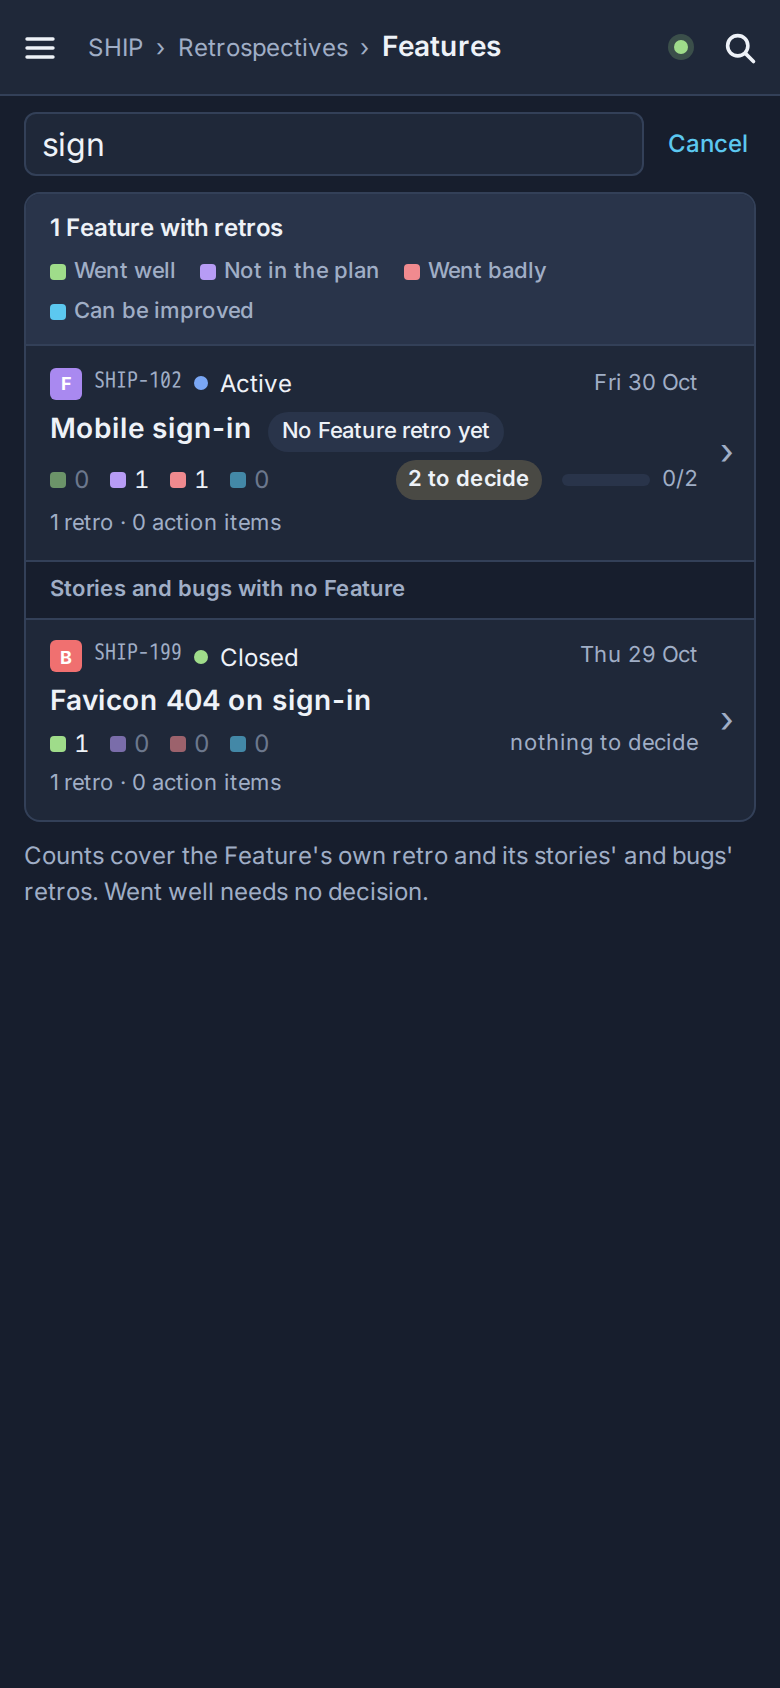 SHIP › Retrospectives › Features
sign
Cancel
1 Feature with retros
Went well Not in the plan Went badly
Can be improved
F SHIP-102 Active Fri 30 Oct
Mobile sign-in No Feature retro yet
0 1 1 0 2 to decide 0/2
1 retro · 0 action items
Stories and bugs with no Feature
B SHIP-199 Closed Thu 29 Oct
Favicon 404 on sign-in
1 0 0 0 nothing to decide
1 retro · 0 action items
Counts cover the Feature's own retro and its stories' and bugs'
retros. Went well needs no decision.